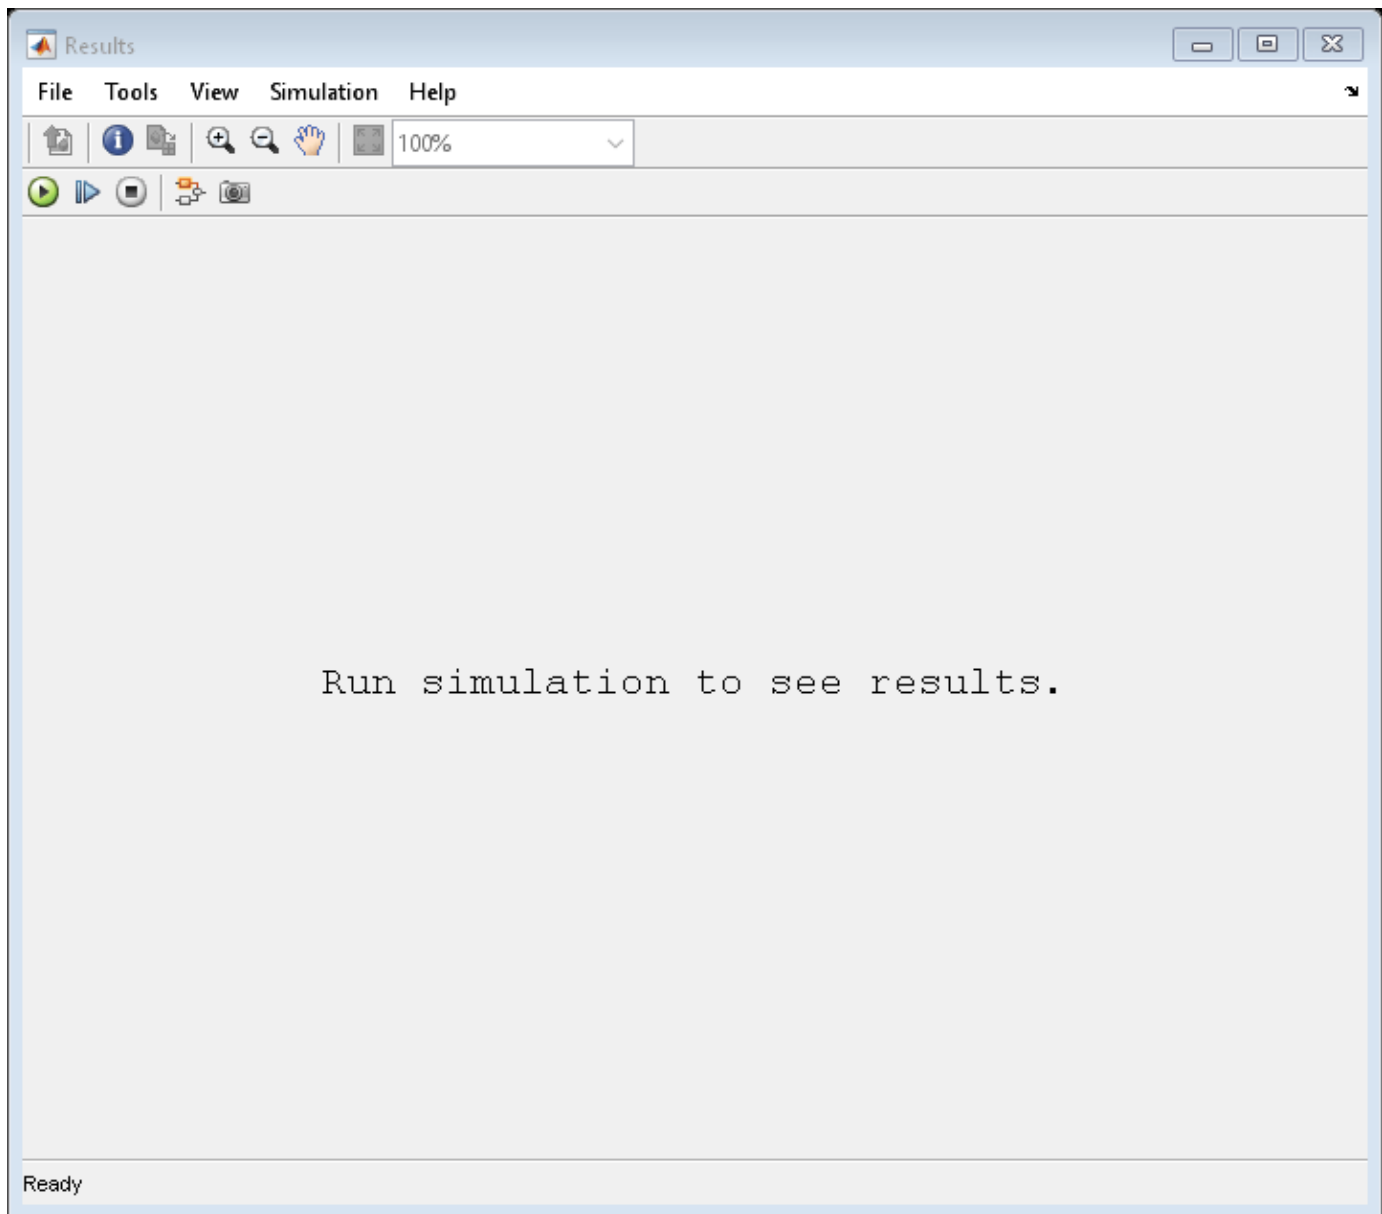 Results
File Tools View Simulation Help
100%
Run simulation to see results.
Ready